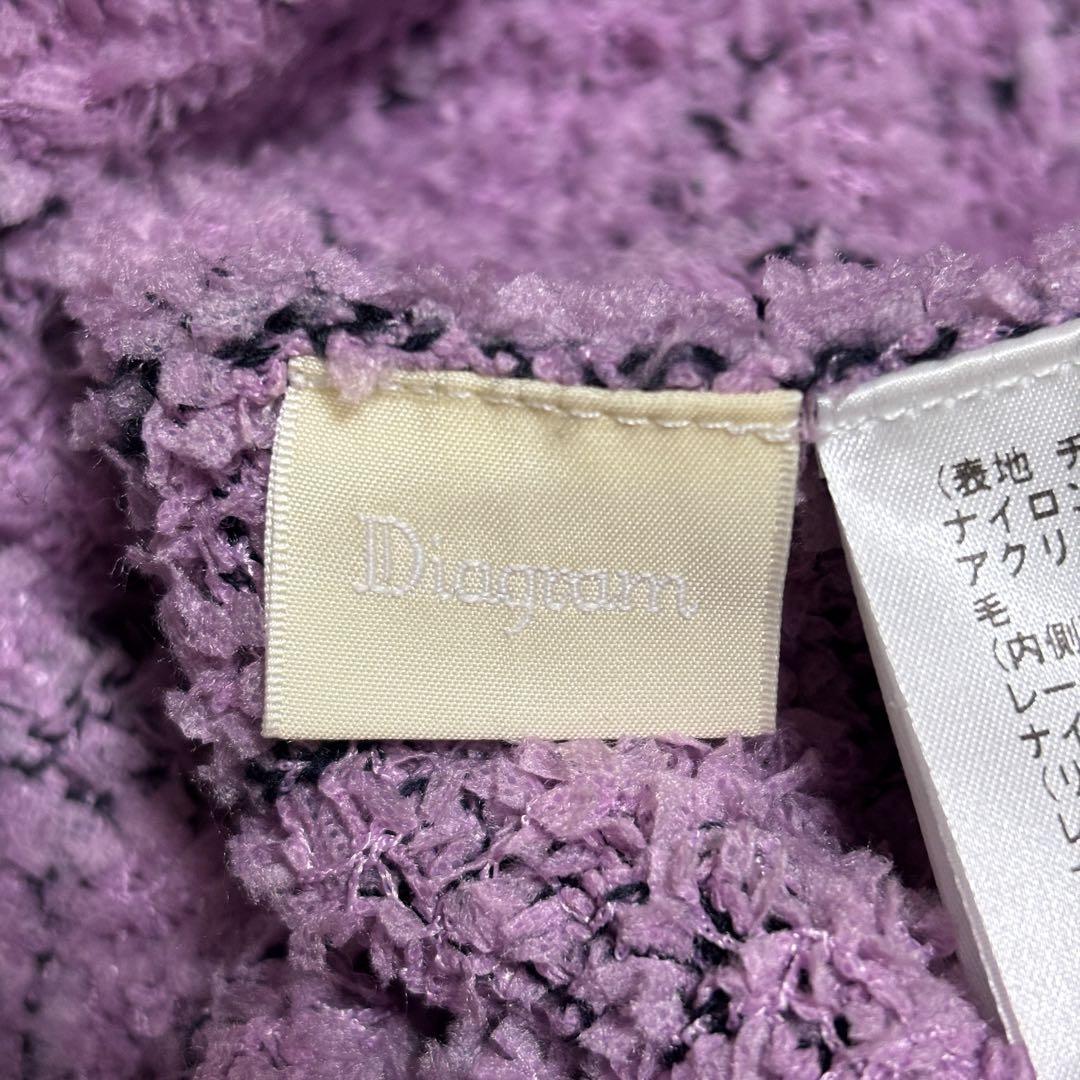 Diagram
(表地 チ
ナイロン
アクリ
毛
(内側
レー
ナイ
(リ
レ